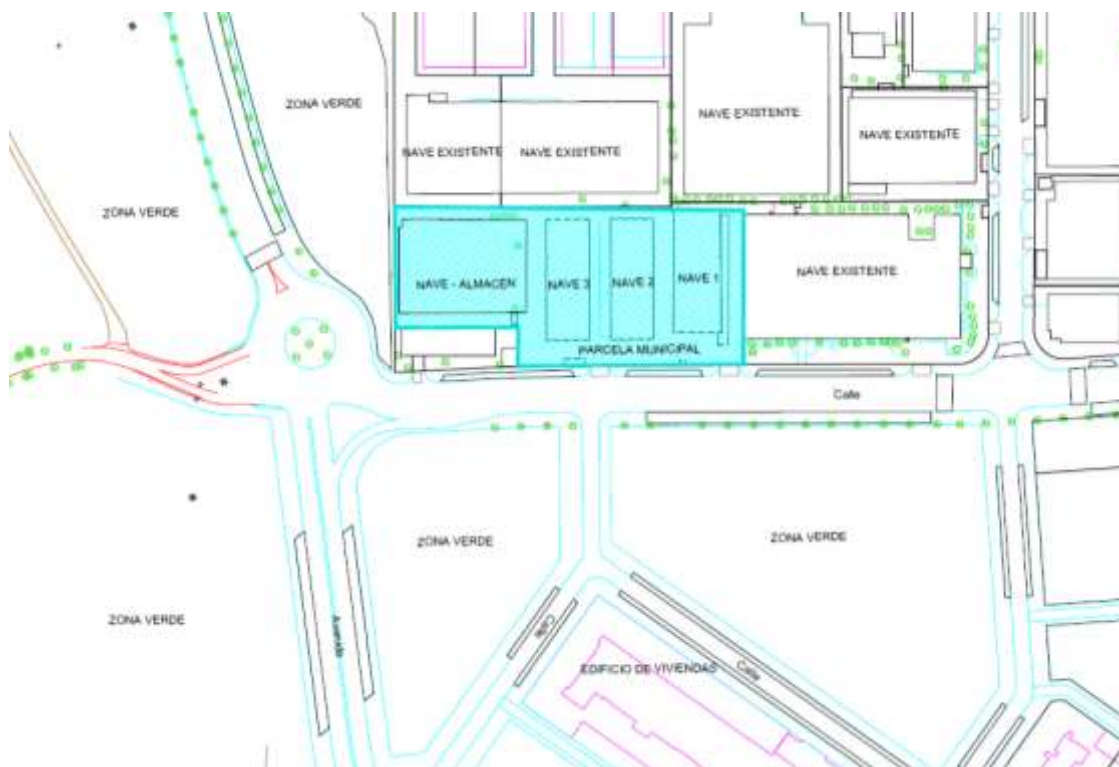 ZONA VERDE
NAVE EXISTENTE
NAVE EXISTENTE
NAVE EXISTENTE
NAVE EXISTENTE
ZONA VERDE
NAVE EXISTENTE
NAVE - ALMACÉN
NAVE 3
NAVE 2
NAVE 1
PARCELA MUNICIPAL
Calle
ZONA VERDE
ZONA VERDE
ZONA VERDE
Avenida
Calle
EDIFICIO DE VIVIENDAS
Calle